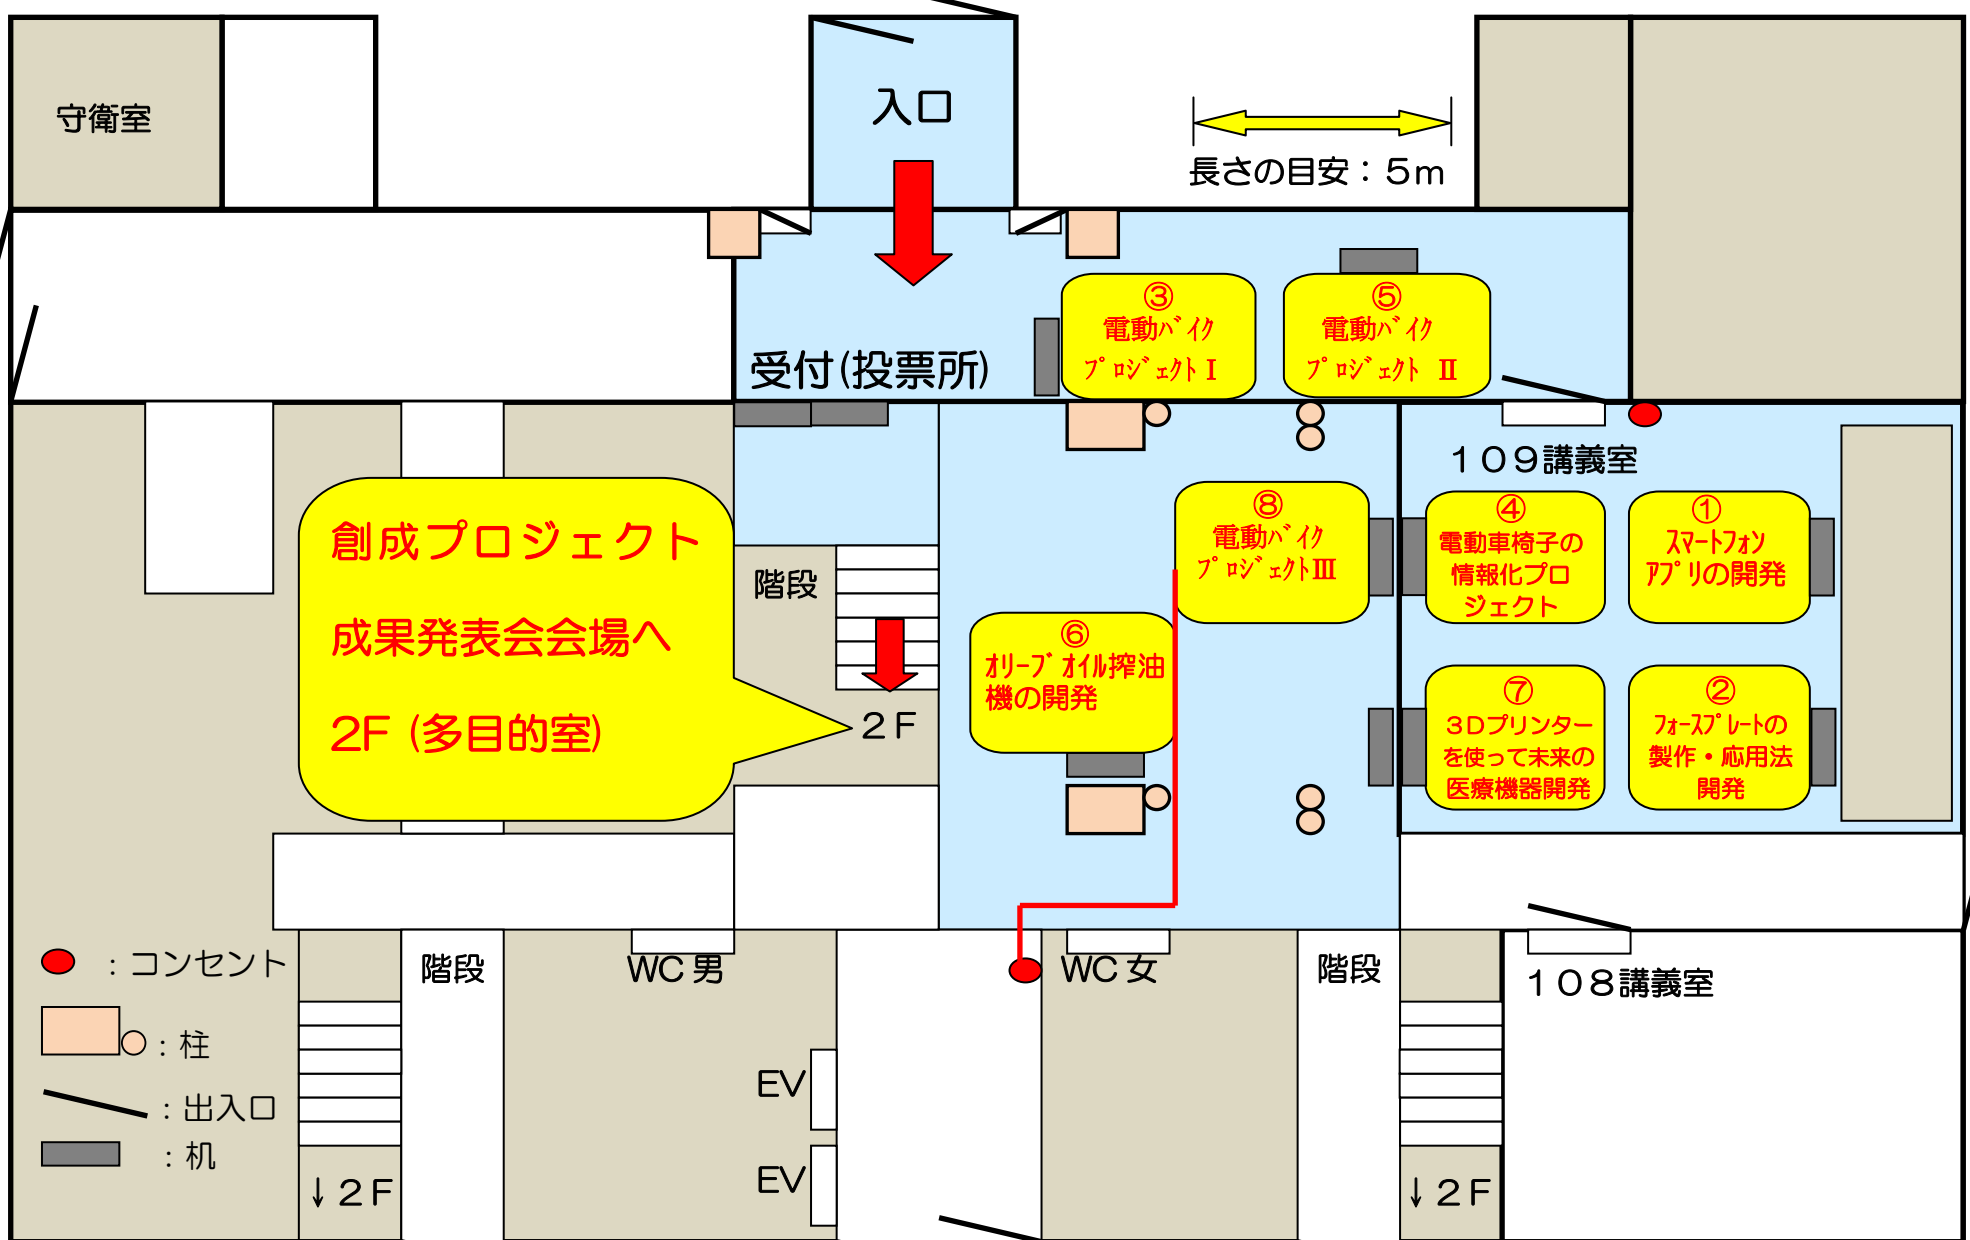 守衛室
入口
長さの目安：５ｍ
③
電動ﾊﾞｲｸ
ﾌﾟﾛｼﾞｪｸﾄⅠ
⑤
電動ﾊﾞｲｸ
ﾌﾟﾛｼﾞｪｸﾄ Ⅱ
受付(投票所)
１０９講義室
創成プロジェクト
成果発表会会場へ
２F (多目的室)
階段
２Ｆ
⑧
電動ﾊﾞｲｸ
ﾌﾟﾛｼﾞｪｸﾄⅢ
④
電動車椅子の
情報化プロ
ジェクト
①
ｽﾏｰﾄﾌｫﾝ
ｱﾌﾟﾘの開発
⑥
ｵﾘｰﾌﾞｵｲﾙ搾油
機の開発
⑦
３Ｄプリンター
を使って未来の
医療機器開発
②
ﾌｫｰｽﾌﾟﾚｰﾄの
製作・応用法
開発
：コンセント
：柱
：出入口
：机
階段
WC 男
WC 女
階段
１０８講義室
EV
EV
↓２Ｆ
↓２Ｆ